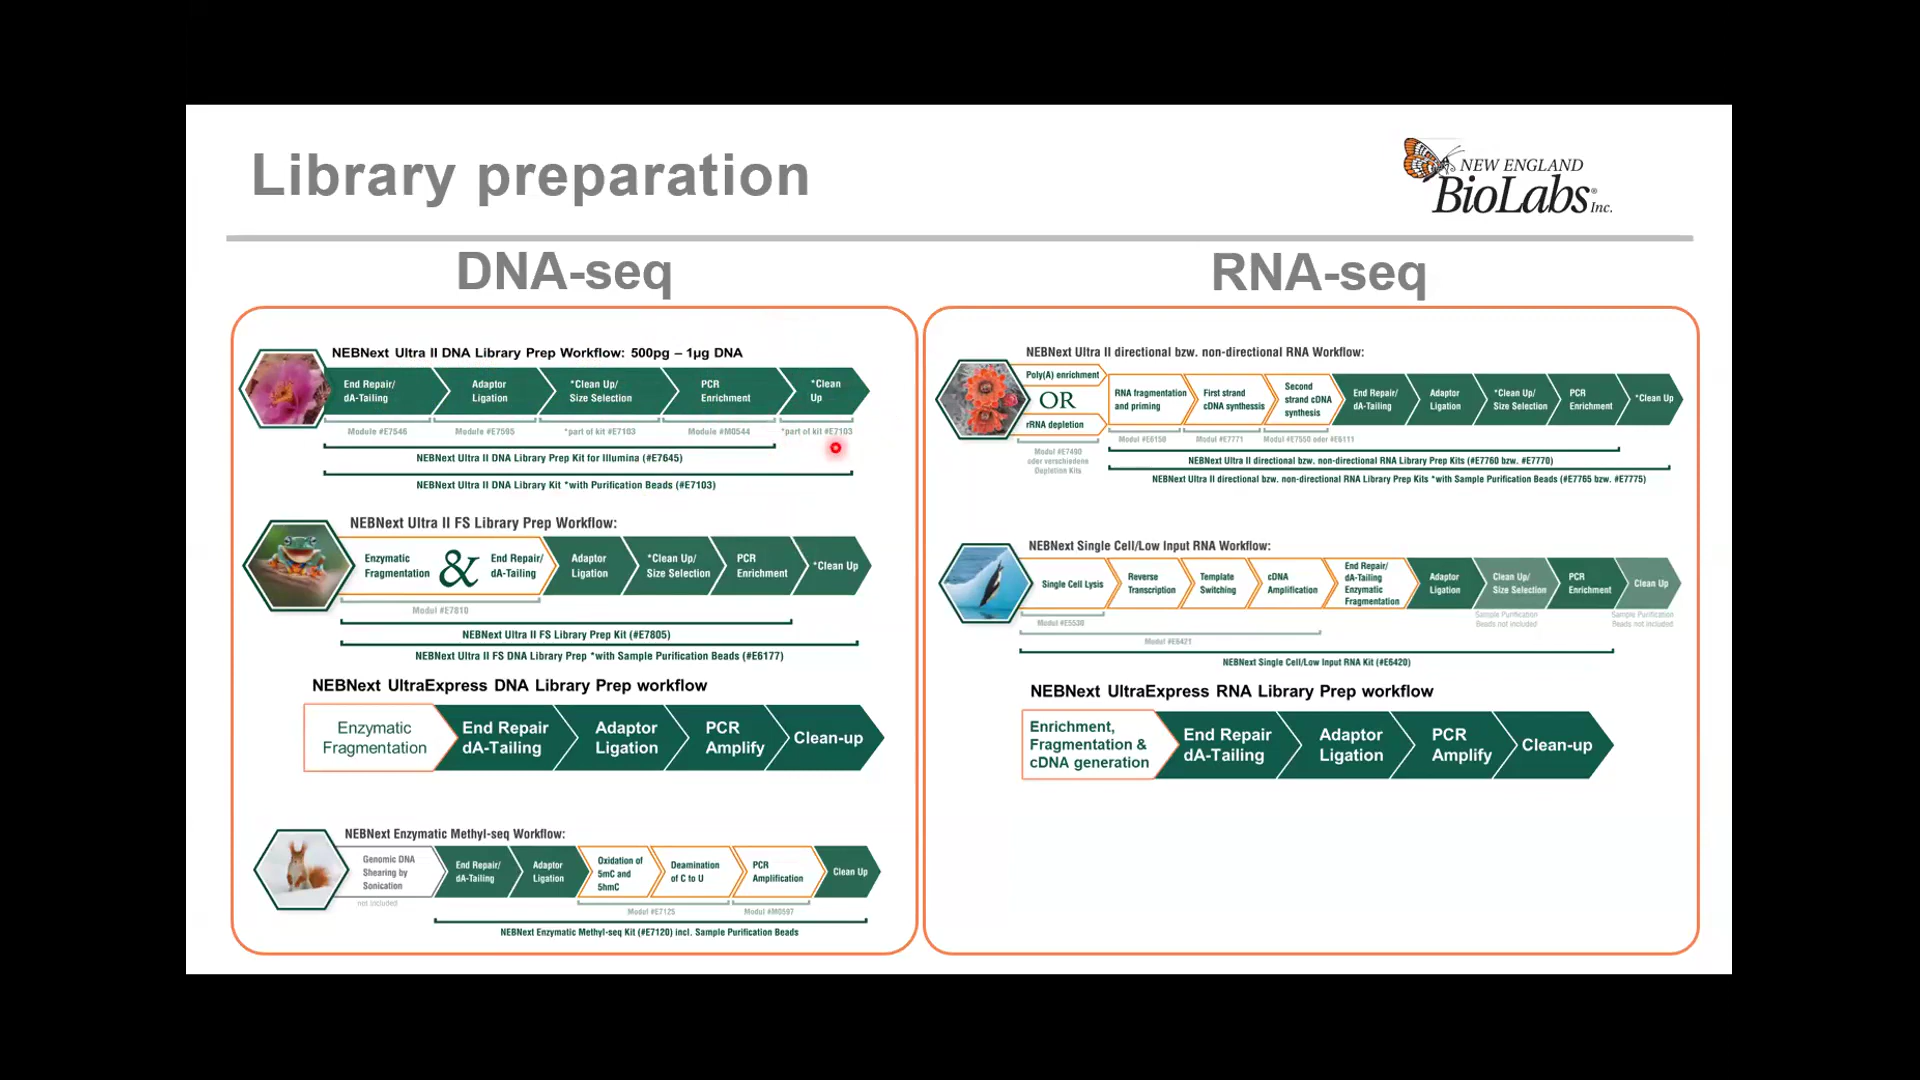 Library preparation
NEW ENGLAND
BioLabs® Inc.
DNA-seq
NEBNext Ultra II DNA Library Prep Workflow: 500pg – 1µg DNA
End Repair/
dA-Tailing
Adaptor
Ligation
*Clean Up/
Size Selection
PCR
Enrichment
*Clean
Up
Module #E7546
Module #E7595
*part of kit #E7103
Module #M0544
*part of kit #E7103
NEBNext Ultra II DNA Library Prep Kit for Illumina (#E7645)
NEBNext Ultra II DNA Library Kit *with Purification Beads (#E7103)
NEBNext Ultra II FS Library Prep Workflow:
Enzymatic
Fragmentation
&
End Repair/
dA-Tailing
Adaptor
Ligation
*Clean Up/
Size Selection
PCR
Enrichment
*Clean Up
Modul #E7810
NEBNext Ultra II FS Library Prep Kit (#E7805)
NEBNext Ultra II FS DNA Library Prep *with Sample Purification Beads (#E6177)
NEBNext UltraExpress DNA Library Prep workflow
Enzymatic
Fragmentation
End Repair
dA-Tailing
Adaptor
Ligation
PCR
Amplify
Clean-up
NEBNext Enzymatic Methyl-seq Workflow:
Genomic DNA
Shearing by
Sonication
End Repair/
dA-Tailing
Adaptor
Ligation
Oxidation of
5mC and
5hmC
Deamination
of C to U
PCR
Amplification
Clean Up
not included
Modul #E7125
Modul #M0597
NEBNext Enzymatic Methyl-seq Kit (#E7120) incl. Sample Purification Beads
RNA-seq
NEBNext Ultra II directional bzw. non-directional RNA Workflow:
Poly(A) enrichment
OR
rRNA depletion
RNA fragmentation
and priming
First strand
cDNA synthesis
Second
strand cDNA
synthesis
End Repair/
dA-Tailing
Adaptor
Ligation
*Clean Up/
Size Selection
PCR
Enrichment
*Clean Up
Modul #E7490
oder verschiedene
Depletion Kits
Modul #E6150
Modul #E7771
Modul #E7550 oder #E6111
NEBNext Ultra II directional bzw. non-directional RNA Library Prep Kits (#E7760 bzw. #E7770)
NEBNext Ultra II directional bzw. non-directional RNA Library Prep Kits *with Sample Purification Beads (#E7765 bzw. #E7775)
NEBNext Single Cell/Low Input RNA Workflow:
Single Cell Lysis
Reverse
Transcription
Template
Switching
cDNA
Amplification
End Repair/
dA-Tailing
Enzymatic
Fragmentation
Adaptor
Ligation
Clean Up/
Size Selection
PCR
Enrichment
Clean Up
Sample Purification
Beads not included
Sample Purification
Beads not included
Modul #E5530
Modul #E6421
NEBNext Single Cell/Low Input RNA Kit (#E6420)
NEBNext UltraExpress RNA Library Prep workflow
Enrichment,
Fragmentation &
cDNA generation
End Repair
dA-Tailing
Adaptor
Ligation
PCR
Amplify
Clean-up